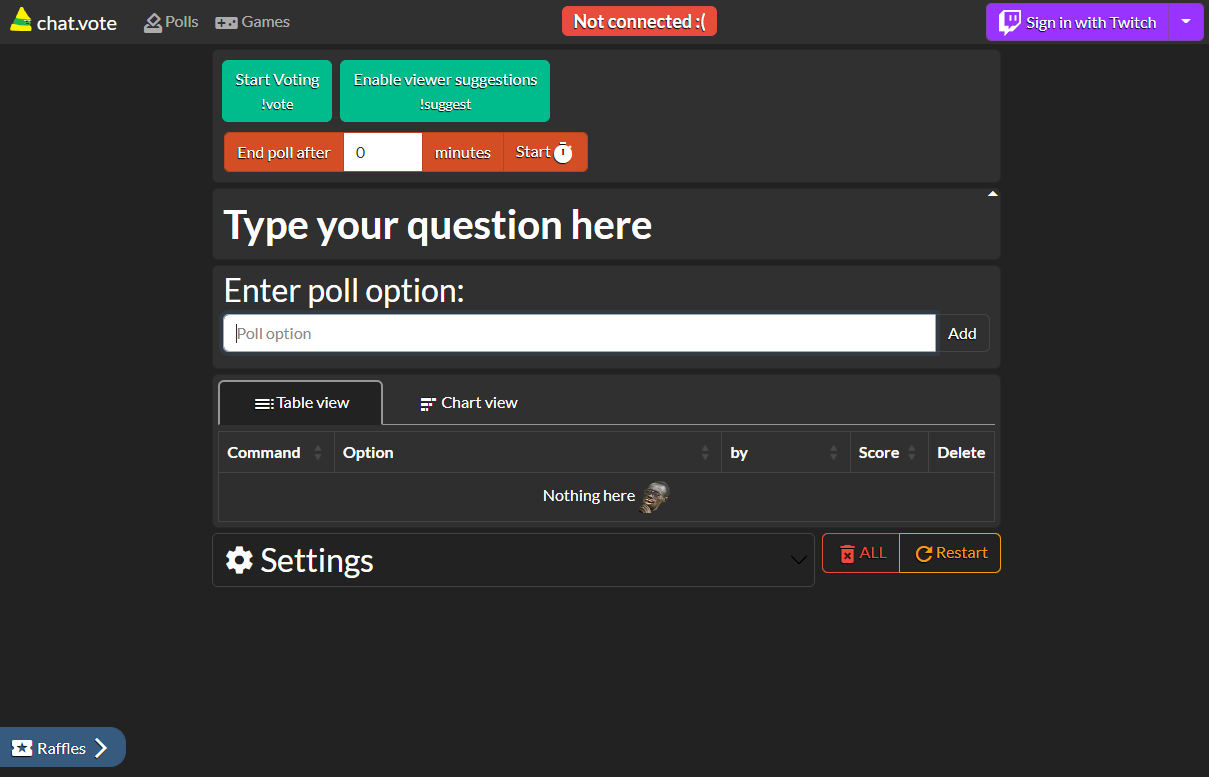 chat.vote
Polls
Games
Not connected :(
Sign in with Twitch
Start Voting
!vote
Enable viewer suggestions
!suggest
End poll after
0
minutes
Start
Type your question here
Enter poll option:
Poll option
Add
Table view
Chart view
Command
Option
by
Score
Delete
Nothing here
Settings
ALL
Restart
Raffles